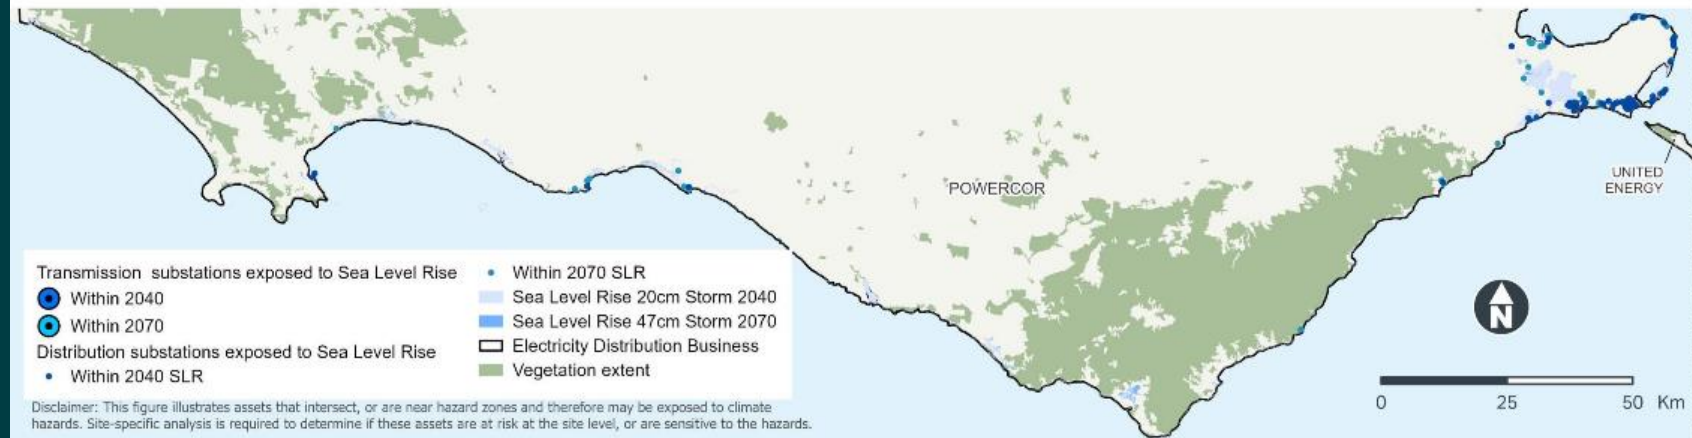 POWERCOR
UNITED
ENERGY
Transmission substations exposed to Sea Level Rise
Within 2040
Within 2070
Distribution substations exposed to Sea Level Rise
Within 2040 SLR
Within 2070 SLR
Sea Level Rise 20cm Storm 2040
Sea Level Rise 47cm Storm 2070
Electricity Distribution Business
Vegetation extent
N
0 25 50 Km
Disclaimer: This figure illustrates assets that intersect, or are near hazard zones and therefore may be exposed to climate
hazards. Site-specific analysis is required to determine if these assets are at risk at the site level, or are sensitive to the hazards.